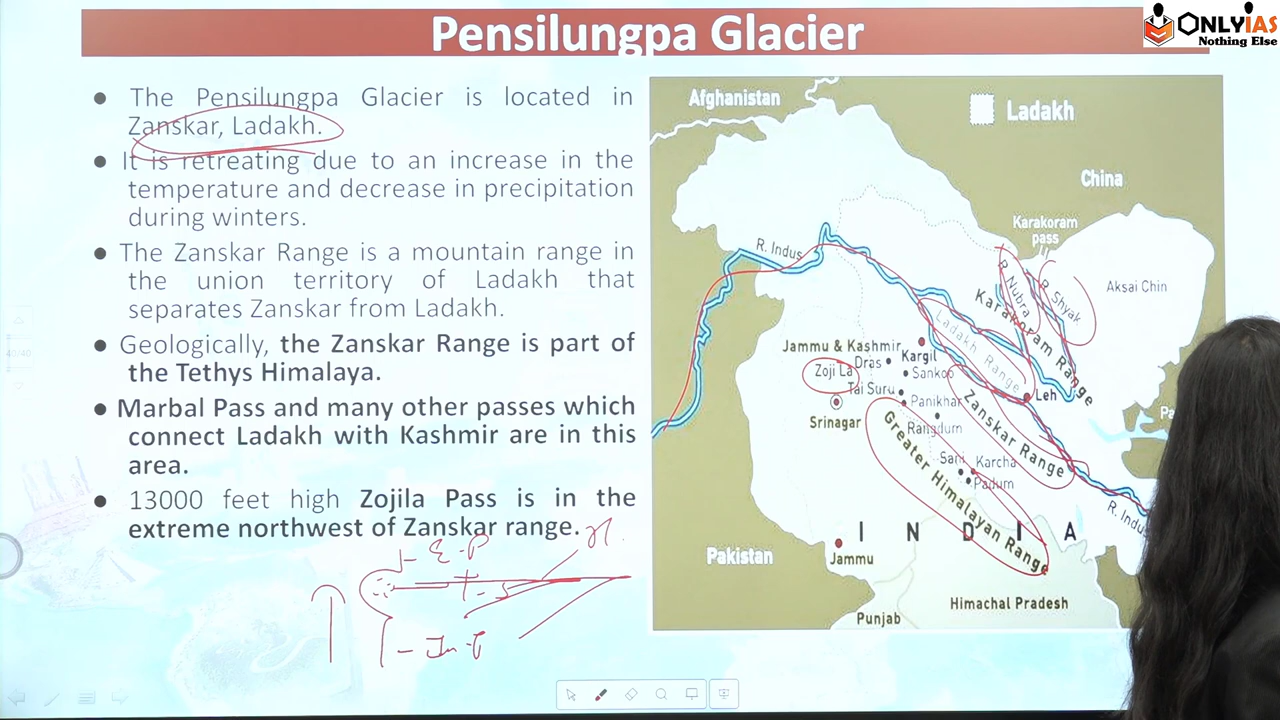 Pensilungpa Glacier
ONLYIAS
Nothing Else
● The Pensilungpa Glacier is located in
Zanskar, Ladakh.
● It is retreating due to an increase in the
temperature and decrease in precipitation
during winters.
● The Zanskar Range is a mountain range in
the union territory of Ladakh that
separates Zanskar from Ladakh.
● Geologically, the Zanskar Range is part of
the Tethys Himalaya.
● Marbal Pass and many other passes which
connect Ladakh with Kashmir are in this
area.
● 13000 feet high Zojila Pass is in the
extreme northwest of Zanskar range.
40/40
Afghanistan
Ladakh
China
Karakoram
pass
R. Indus
R. Nubra
R. Shyak
Aksai Chin
Karakoram Range
Ladakh Range
Jammu & Kashmir
Kargil
Dras
Zoji La
Sankoo
Tai Suru
Panikhar
Leh
Srinagar
Rangdum
Zanskar Range
Greater Himalayan Range
Sani
Karcha
Padum
R. Indu
INDIA
Pakistan
Jammu
Himachal Pradesh
Punjab